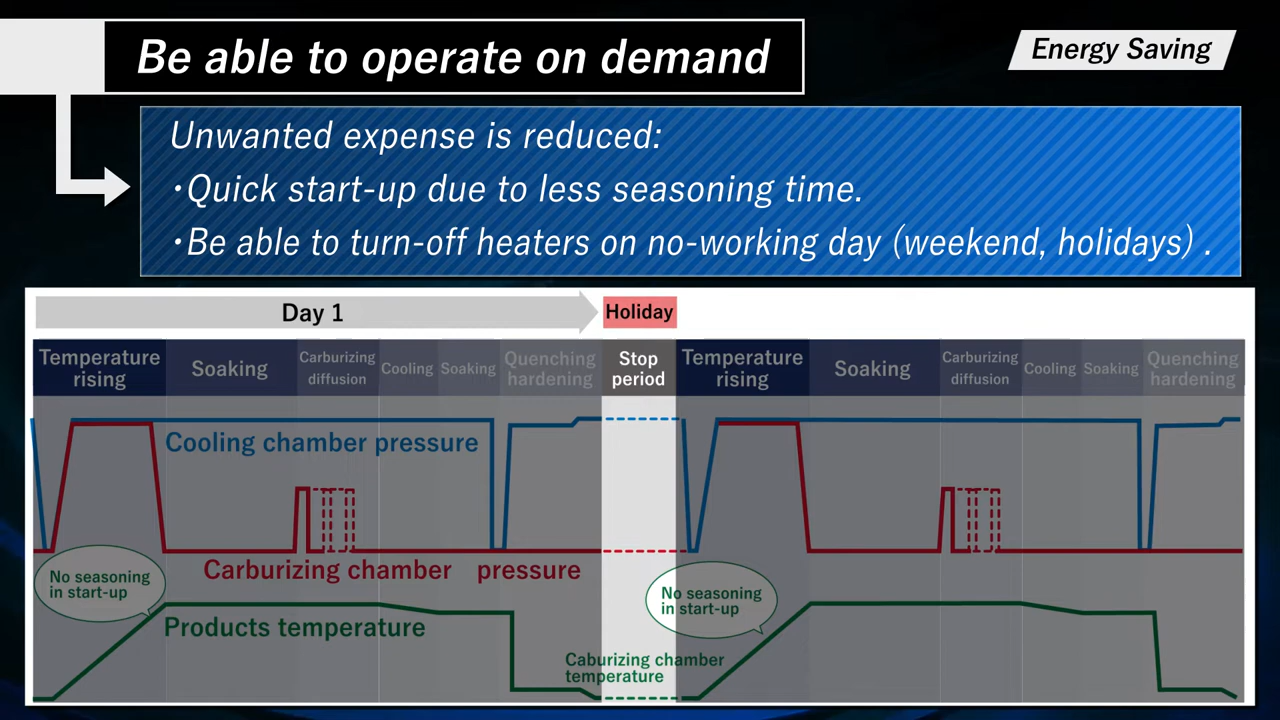 Be able to operate on demand
Energy Saving
Unwanted expense is reduced:
・Quick start-up due to less seasoning time.
・Be able to turn-off heaters on no-working day (weekend, holidays) .
Day 1
Holiday
Temperature
rising
Soaking
Carburizing
diffusion
Cooling
Soaking
Quenching
hardening
Stop
period
Temperature
rising
Soaking
Carburizing
diffusion
Cooling
Soaking
Quenching
hardening
Cooling chamber pressure
Carburizing chamber pressure
No seasoning
in start-up
No seasoning
in start-up
Products temperature
Caburizing chamber
temperature